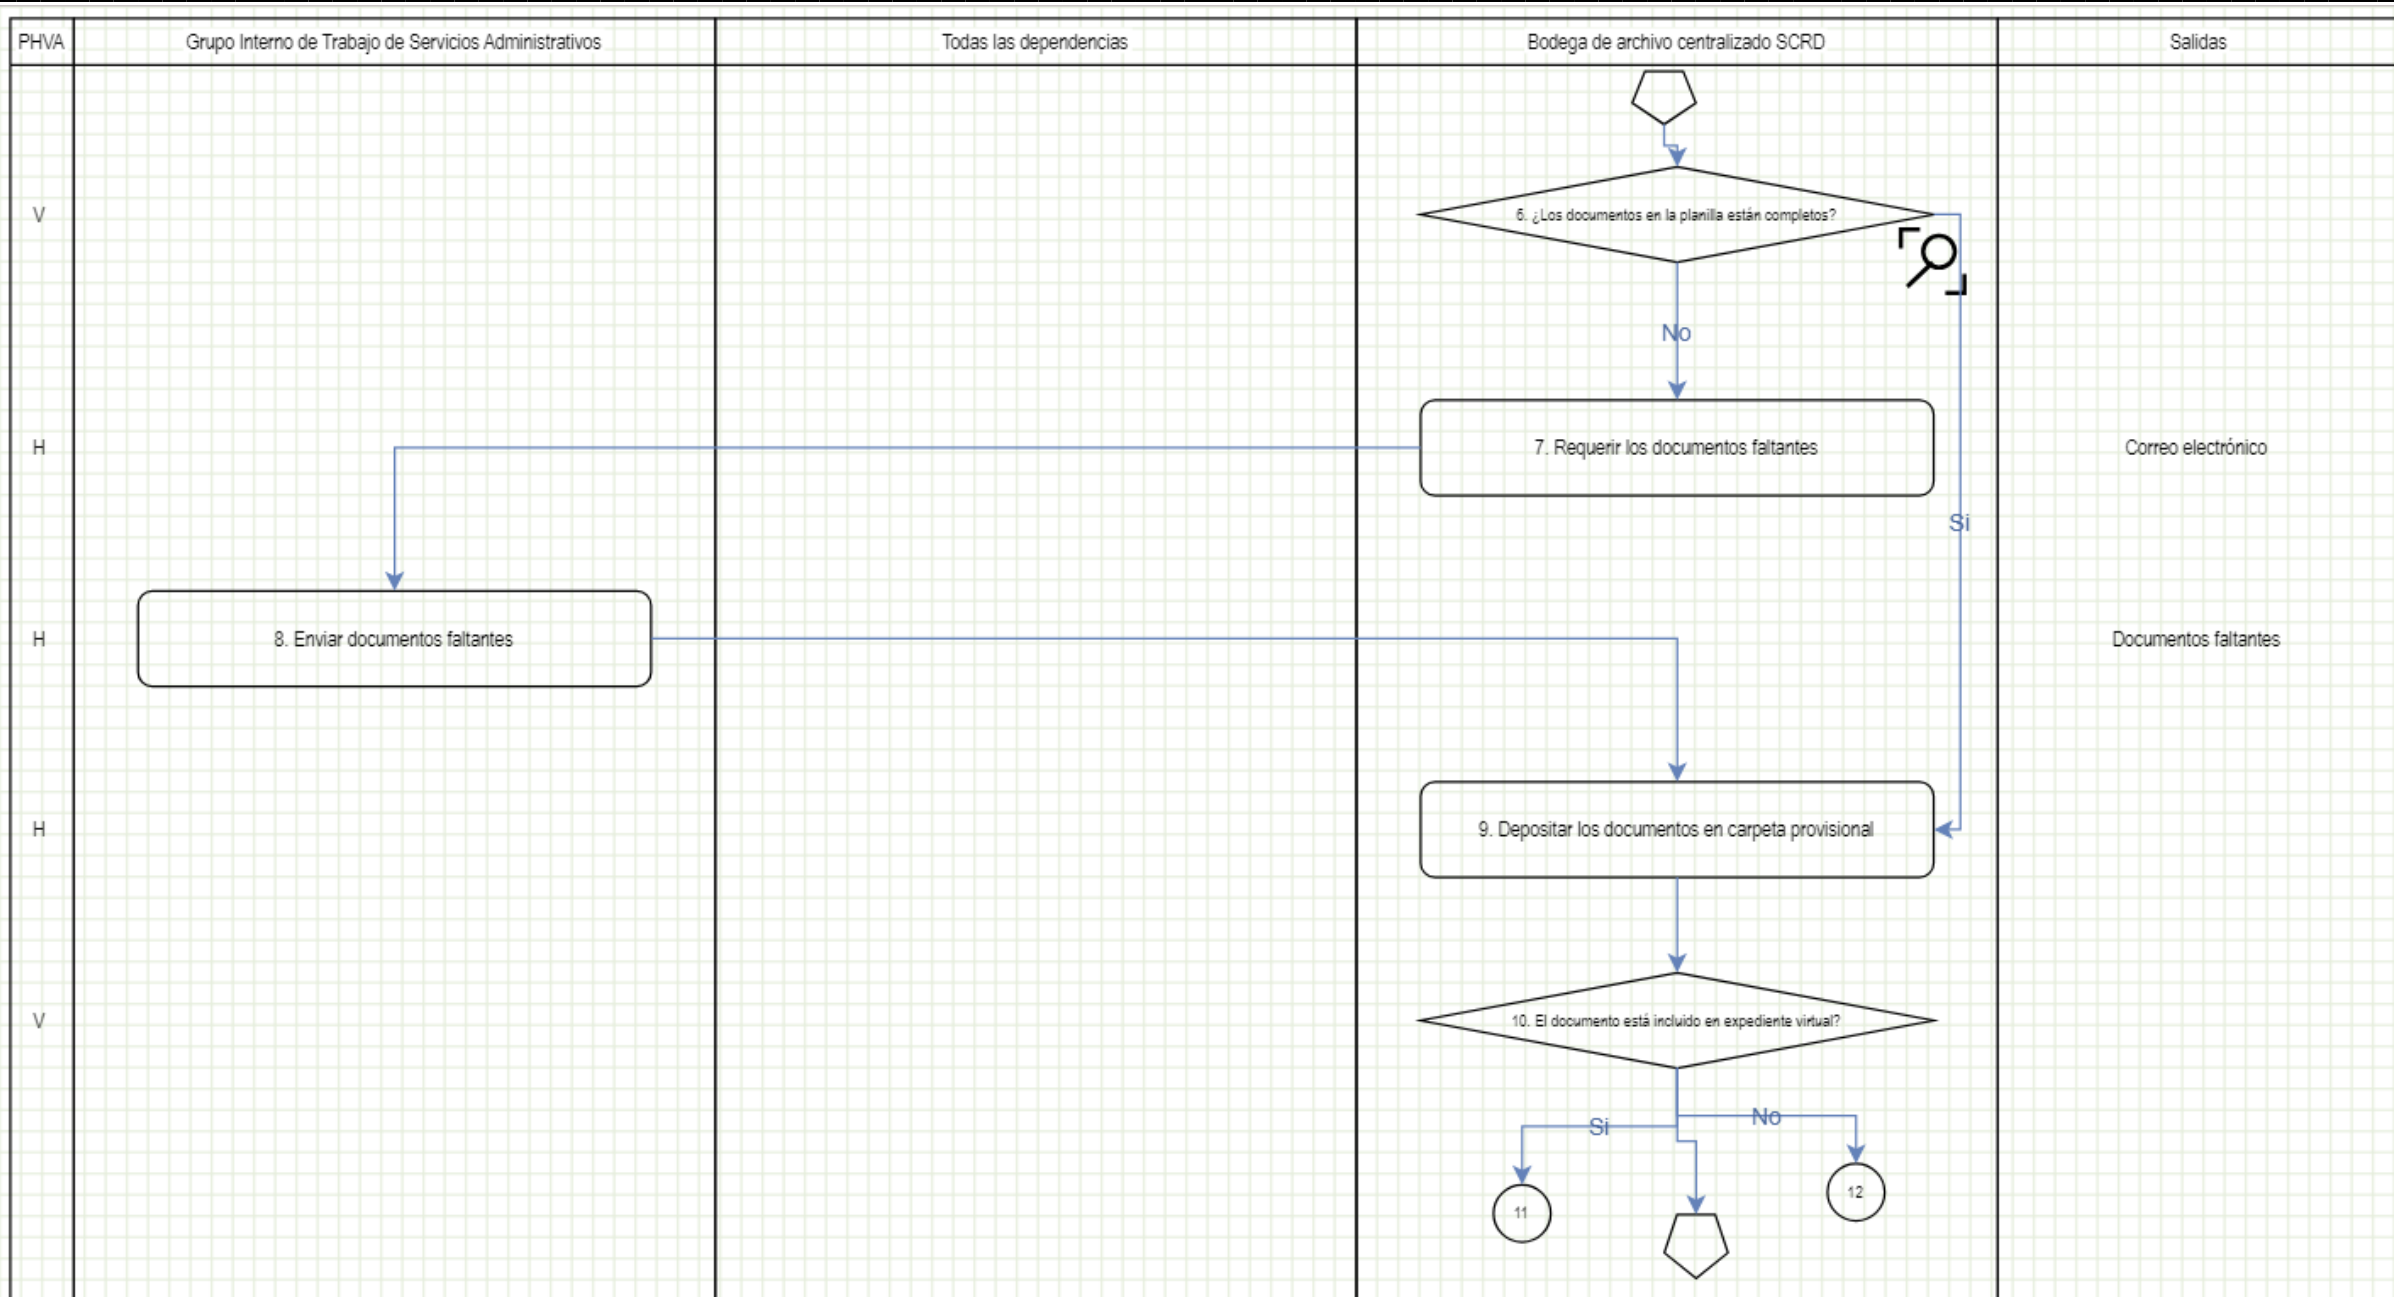 PHVA
Grupo Interno de Trabajo de Servicios Administrativos
Todas las dependencias
Bodega de archivo centralizado SCRD
Salidas
V
6. ¿Los documentos en la planilla están completos?
No
H
7. Requerir los documentos faltantes
Correo electrónico
Si
H
8. Enviar documentos faltantes
Documentos faltantes
H
9. Depositar los documentos en carpeta provisional
V
10. El documento está incluido en expediente virtual?
Si
No
11
12